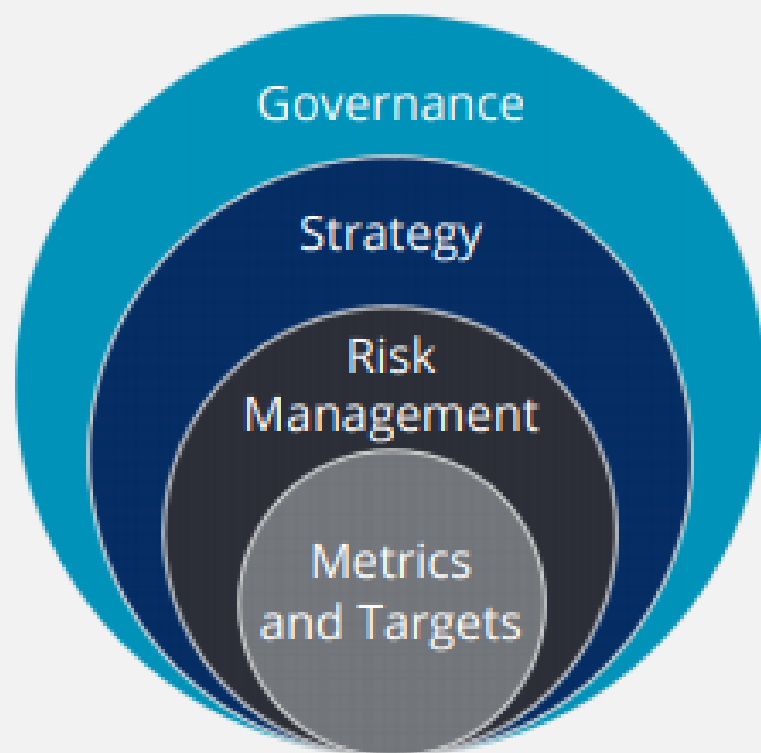 Governance
Strategy
Risk
Management
Metrics
and Targets